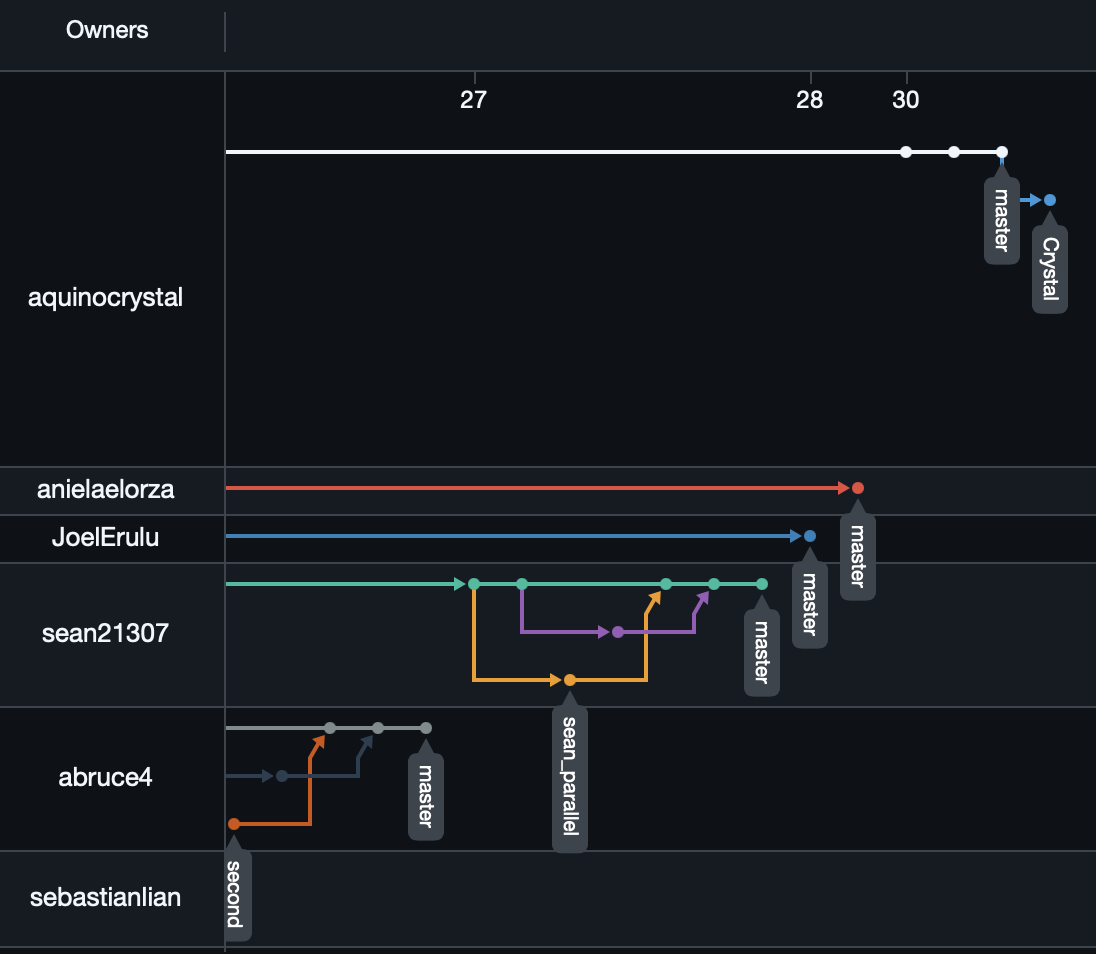 Owners
27
28
30
aquinocrystal
master
Crystal
anielaelorza
master
JoelErulu
master
sean21307
master
sean_parallel
abruce4
master
second
sebastianlian